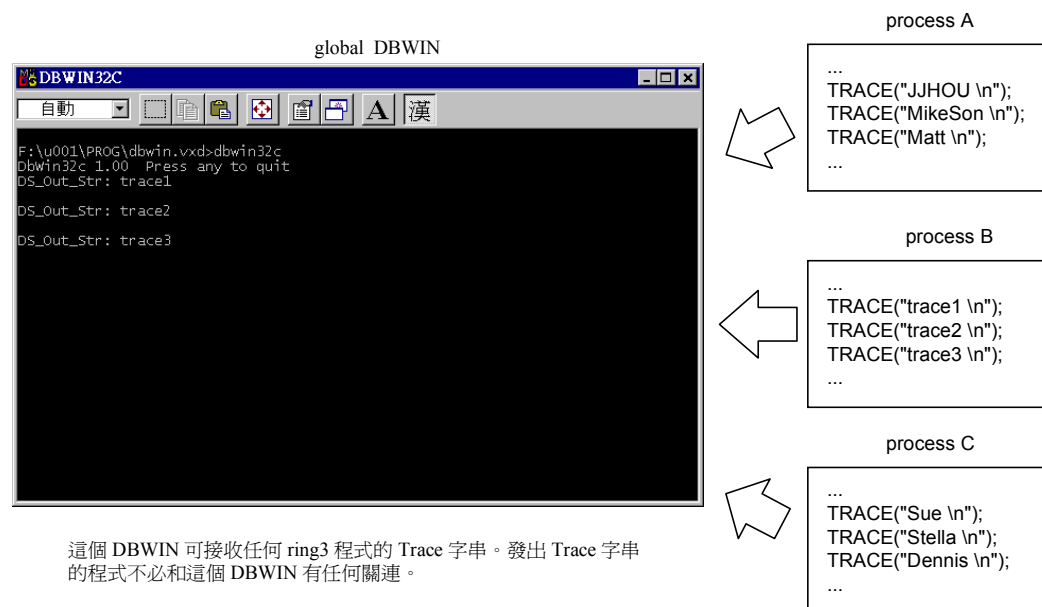 global DBWIN
DBWIN32C
自動
A
漢
F:\u001\PROG\dbwin.vxd>dbwin32c
DbWin32c 1.00 Press any to quit
DS_Out_Str: trace1
DS_Out_Str: trace2
DS_Out_Str: trace3
process A
...
TRACE("JJHOU \n");
TRACE("MikeSon \n");
TRACE("Matt \n");
...
process B
...
TRACE("trace1 \n");
TRACE("trace2 \n");
TRACE("trace3 \n");
...
process C
...
TRACE("Sue \n");
TRACE("Stella \n");
TRACE("Dennis \n");
...
這個 DBWIN 可接收任何 ring3 程式的 Trace 字串。發出 Trace 字串
的程式不必和這個 DBWIN 有任何關連。